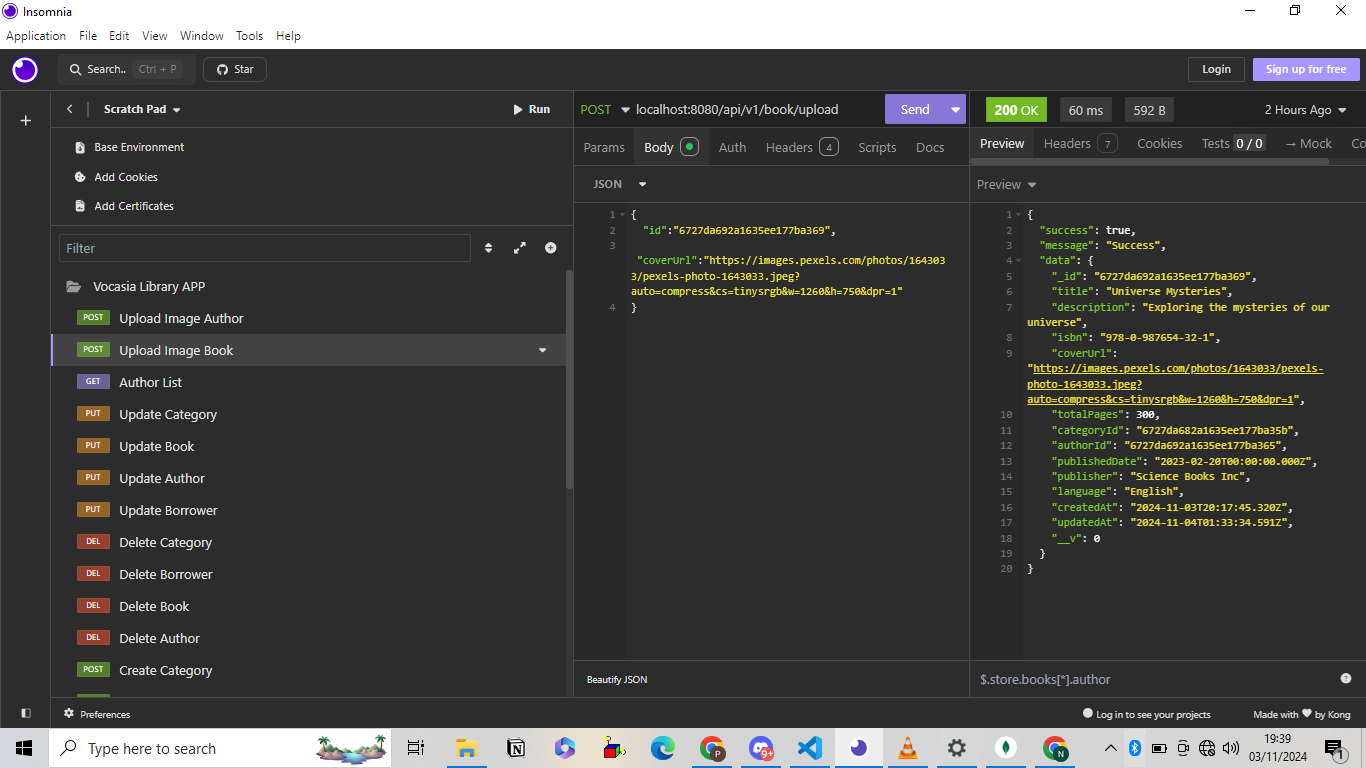 Insomnia
Application File Edit View Window Tools Help
Search.. Ctrl + P
Star
Login
Sign up for free
Scratch Pad
Run
Base Environment
Add Cookies
Add Certificates
Filter
Vocasia Library APP
POST Upload Image Author
POST Upload Image Book
GET Author List
PUT Update Category
PUT Update Book
PUT Update Author
PUT Update Borrower
DEL Delete Category
DEL Delete Borrower
DEL Delete Book
DEL Delete Author
POST Create Category
Preferences
POST localhost:8080/api/v1/book/upload
Send
Params Body Auth Headers 4 Scripts Docs
JSON
1 {
2 "id":"6727da692a1635ee177ba369",
3
"coverUrl":"https://images.pexels.com/photos/164303
3/pexels-photo-1643033.jpeg?
auto=compress&cs=tinysrgb&w=1260&h=750&dpr=1"
4 }
Beautify JSON
200 OK 60 ms 592 B 2 Hours Ago
Preview Headers 7 Cookies Tests 0 / 0 → Mock Co
Preview
1 {
2 "success": true,
3 "message": "Success",
4 "data": {
5 "_id": "6727da692a1635ee177ba369",
6 "title": "Universe Mysteries",
7 "description": "Exploring the mysteries of our
universe",
8 "isbn": "978-0-987654-32-1",
9 "coverUrl":
"https://images.pexels.com/photos/1643033/pexels-
photo-1643033.jpeg?
auto=compress&cs=tinysrgb&w=1260&h=750&dpr=1",
10 "totalPages": 300,
11 "categoryId": "6727da682a1635ee177ba35b",
12 "authorId": "6727da692a1635ee177ba365",
13 "publishedDate": "2023-02-20T00:00:00.000Z",
14 "publisher": "Science Books Inc",
15 "language": "English",
16 "createdAt": "2024-11-03T20:17:45.320Z",
17 "updatedAt": "2024-11-04T01:33:34.591Z",
18 "__v": 0
19 }
20 }
$.store.books[*].author
Log in to see your projects
Made with ♥ by Kong
Type here to search
9+
P
N
19:39
03/11/2024
1